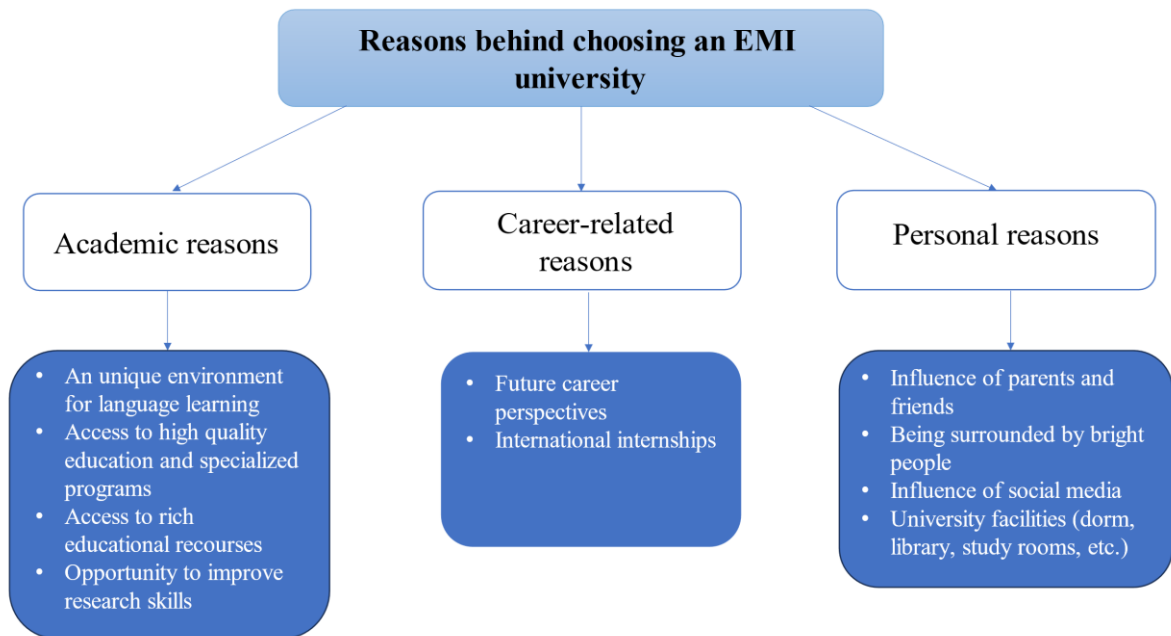 Reasons behind choosing an EMI
university
Academic reasons
Career-related
reasons
Personal reasons
• An unique environment
for language learning
• Access to high quality
education and specialized
programs
• Access to rich
educational recourses
• Opportunity to improve
research skills
• Future career
perspectives
• International internships
• Influence of parents and
friends
• Being surrounded by bright
people
• Influence of social media
• University facilities (dorm,
library, study rooms, etc.)